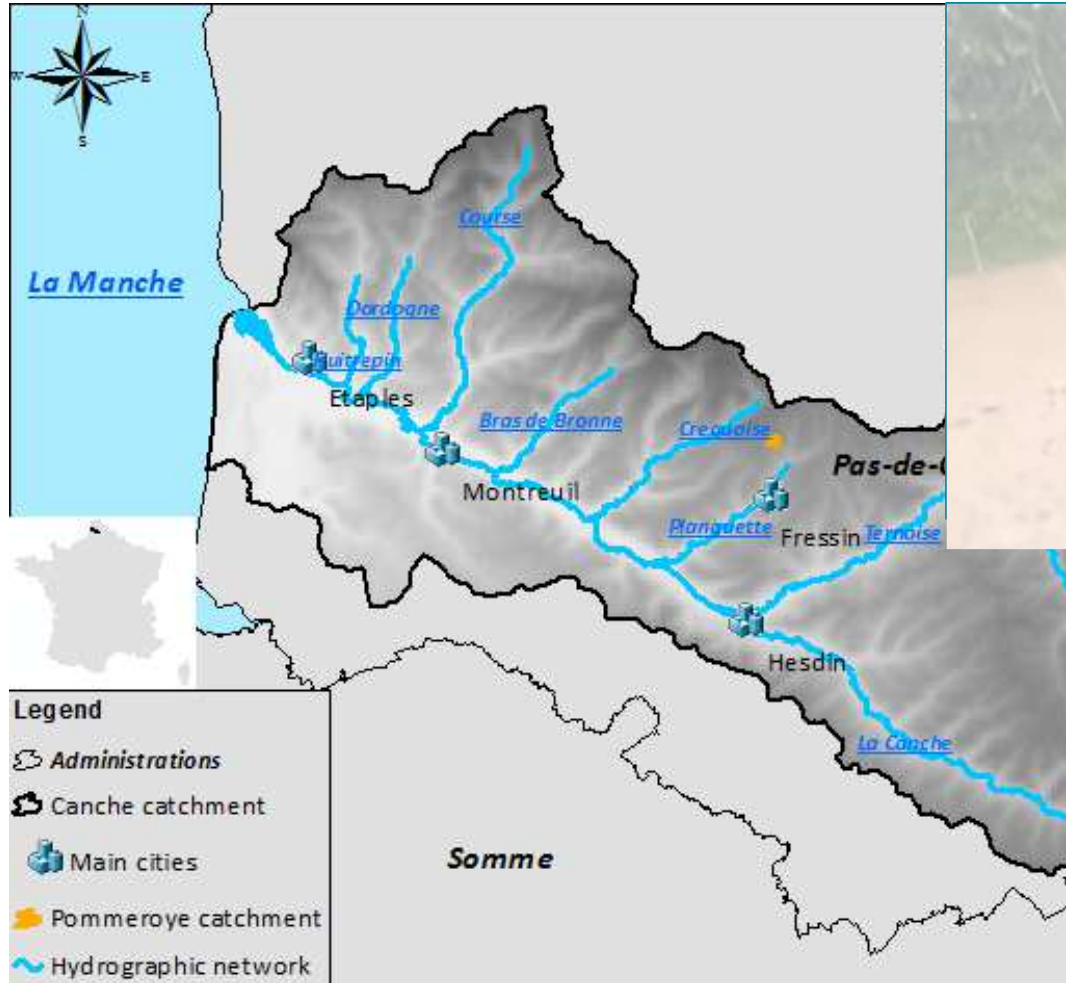 N
W
E
S
Course
La Manche
Dordogne
Huitrepin
Etaples
Bras de Bronne
Crequoise
Pas-de-
Montreuil
Planquette
Fressin
Ternoise
Hesdin
La Canche
Somme
Legend
Administrations
Canche catchment
Main cities
Pommeroye catchment
Hydrographic network